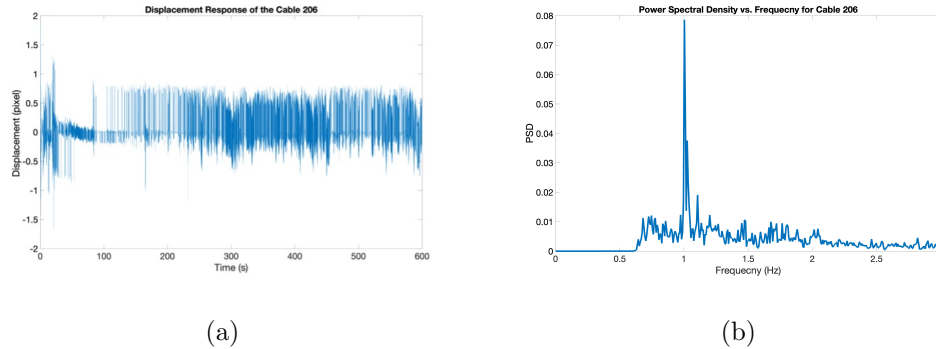 Displacement Response of the Cable 206
Displacement (pixel)
2
1.5
1
0.5
0
-0.5
-1
-1.5
-2
0 100 200 300 400 500 600
Time (s)
(a)
Power Spectral Density vs. Frequecny for Cable 206
PSD
0.08
0.07
0.06
0.05
0.04
0.03
0.02
0.01
0
0 0.5 1 1.5 2 2.5
Frequecny (Hz)
(b)